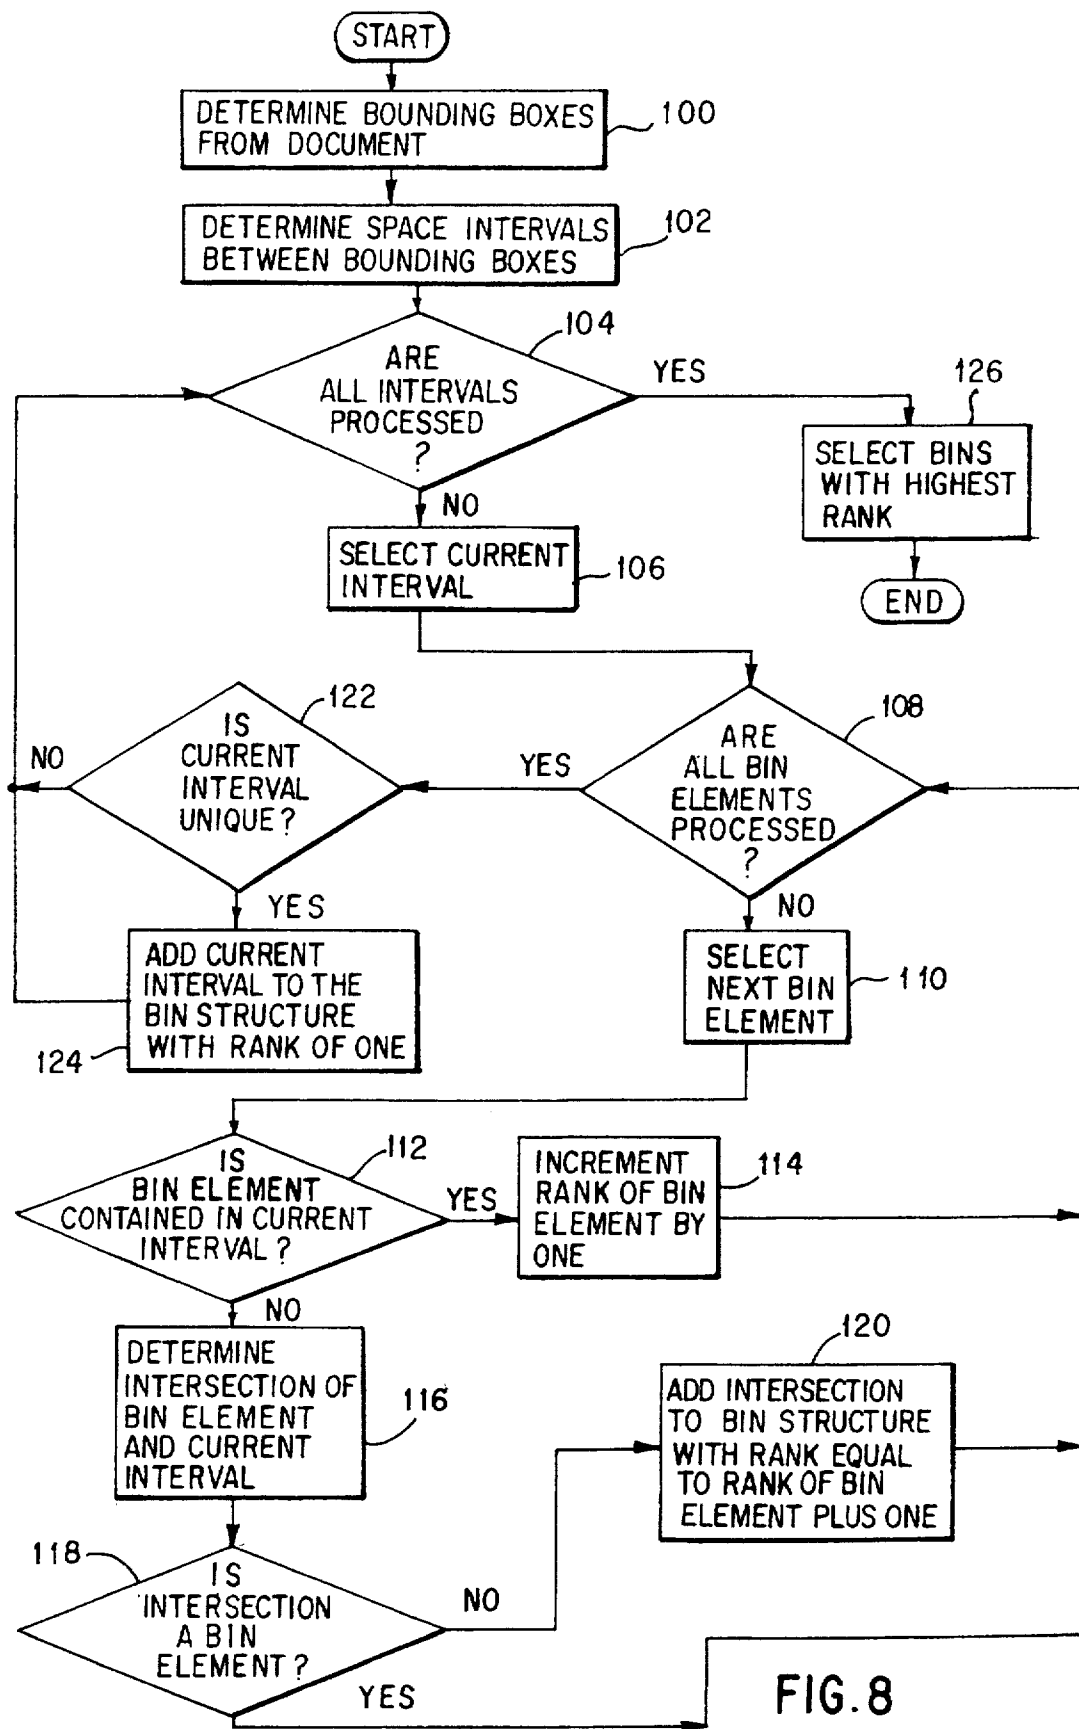 START
DETERMINE BOUNDING BOXES
FROM DOCUMENT
100
DETERMINE SPACE INTERVALS
BETWEEN BOUNDING BOXES
102
104
ARE
ALL INTERVALS
PROCESSED
?
YES
126
SELECT BINS
WITH HIGHEST
RANK
NO
SELECT CURRENT
INTERVAL
106
END
122
IS
CURRENT
INTERVAL
UNIQUE?
NO
YES
108
ARE
ALL BIN
ELEMENTS
PROCESSED
?
YES
NO
ADD CURRENT
INTERVAL TO THE
BIN STRUCTURE
WITH RANK OF ONE
124
SELECT
NEXT BIN
ELEMENT
110
112
IS
BIN ELEMENT
CONTAINED IN CURRENT
INTERVAL?
YES
INCREMENT
RANK OF BIN
ELEMENT BY
ONE
114
NO
DETERMINE
INTERSECTION OF
BIN ELEMENT
AND CURRENT
INTERVAL
116
120
ADD INTERSECTION
TO BIN STRUCTURE
WITH RANK EQUAL
TO RANK OF BIN
ELEMENT PLUS ONE
118
IS
INTERSECTION
A BIN
ELEMENT?
NO
YES
FIG. 8